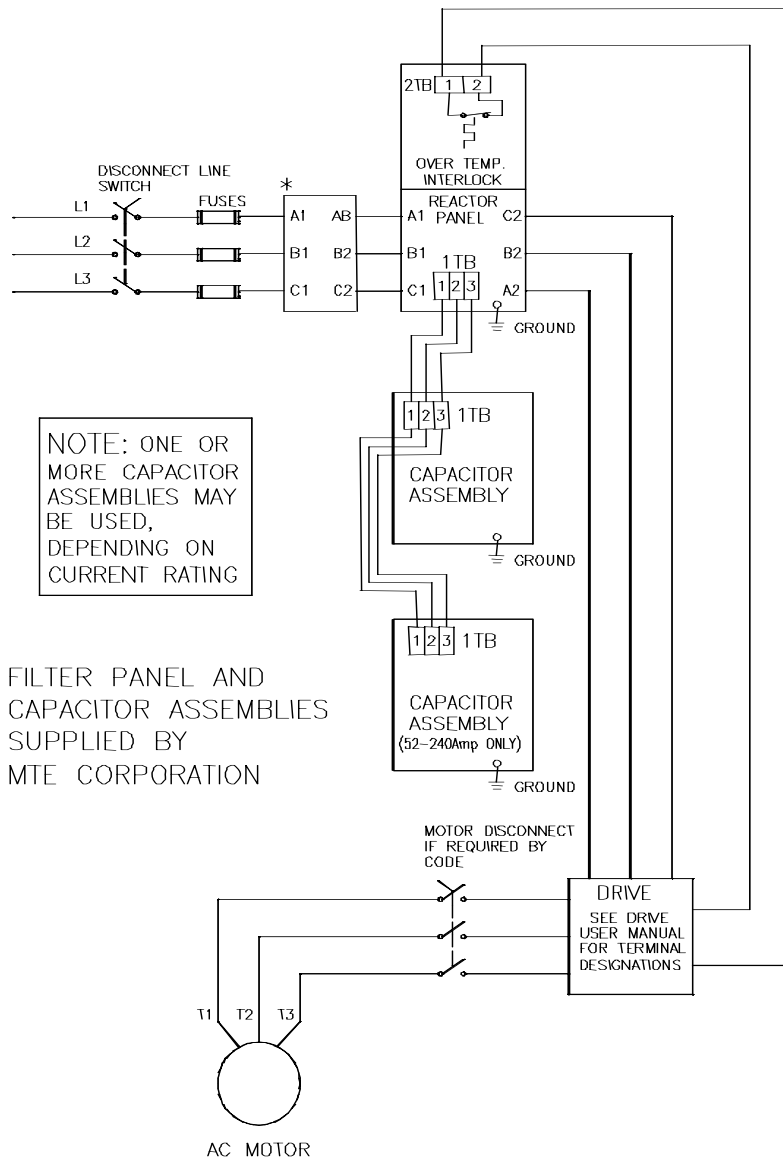 2TB 1 2
OVER TEMP.
INTERLOCK
DISCONNECT LINE
SWITCH
FUSES
*
REACTOR
PANEL
L1
A1 AB
A1 C2
L2
B1 B2
B1 B2
L3
C1 C2
C1 A2
1TB
1 2 3
GROUND
1 2 3 1TB
CAPACITOR
ASSEMBLY
GROUND
NOTE: ONE OR
MORE CAPACITOR
ASSEMBLIES MAY
BE USED,
DEPENDING ON
CURRENT RATING
1 2 3 1TB
CAPACITOR
ASSEMBLY
(52-240Amp ONLY)
GROUND
FILTER PANEL AND
CAPACITOR ASSEMBLIES
SUPPLIED BY
MTE CORPORATION
MOTOR DISCONNECT
IF REQUIRED BY
CODE
DRIVE
SEE DRIVE
USER MANUAL
FOR TERMINAL
DESIGNATIONS
T1 T2 T3
AC MOTOR